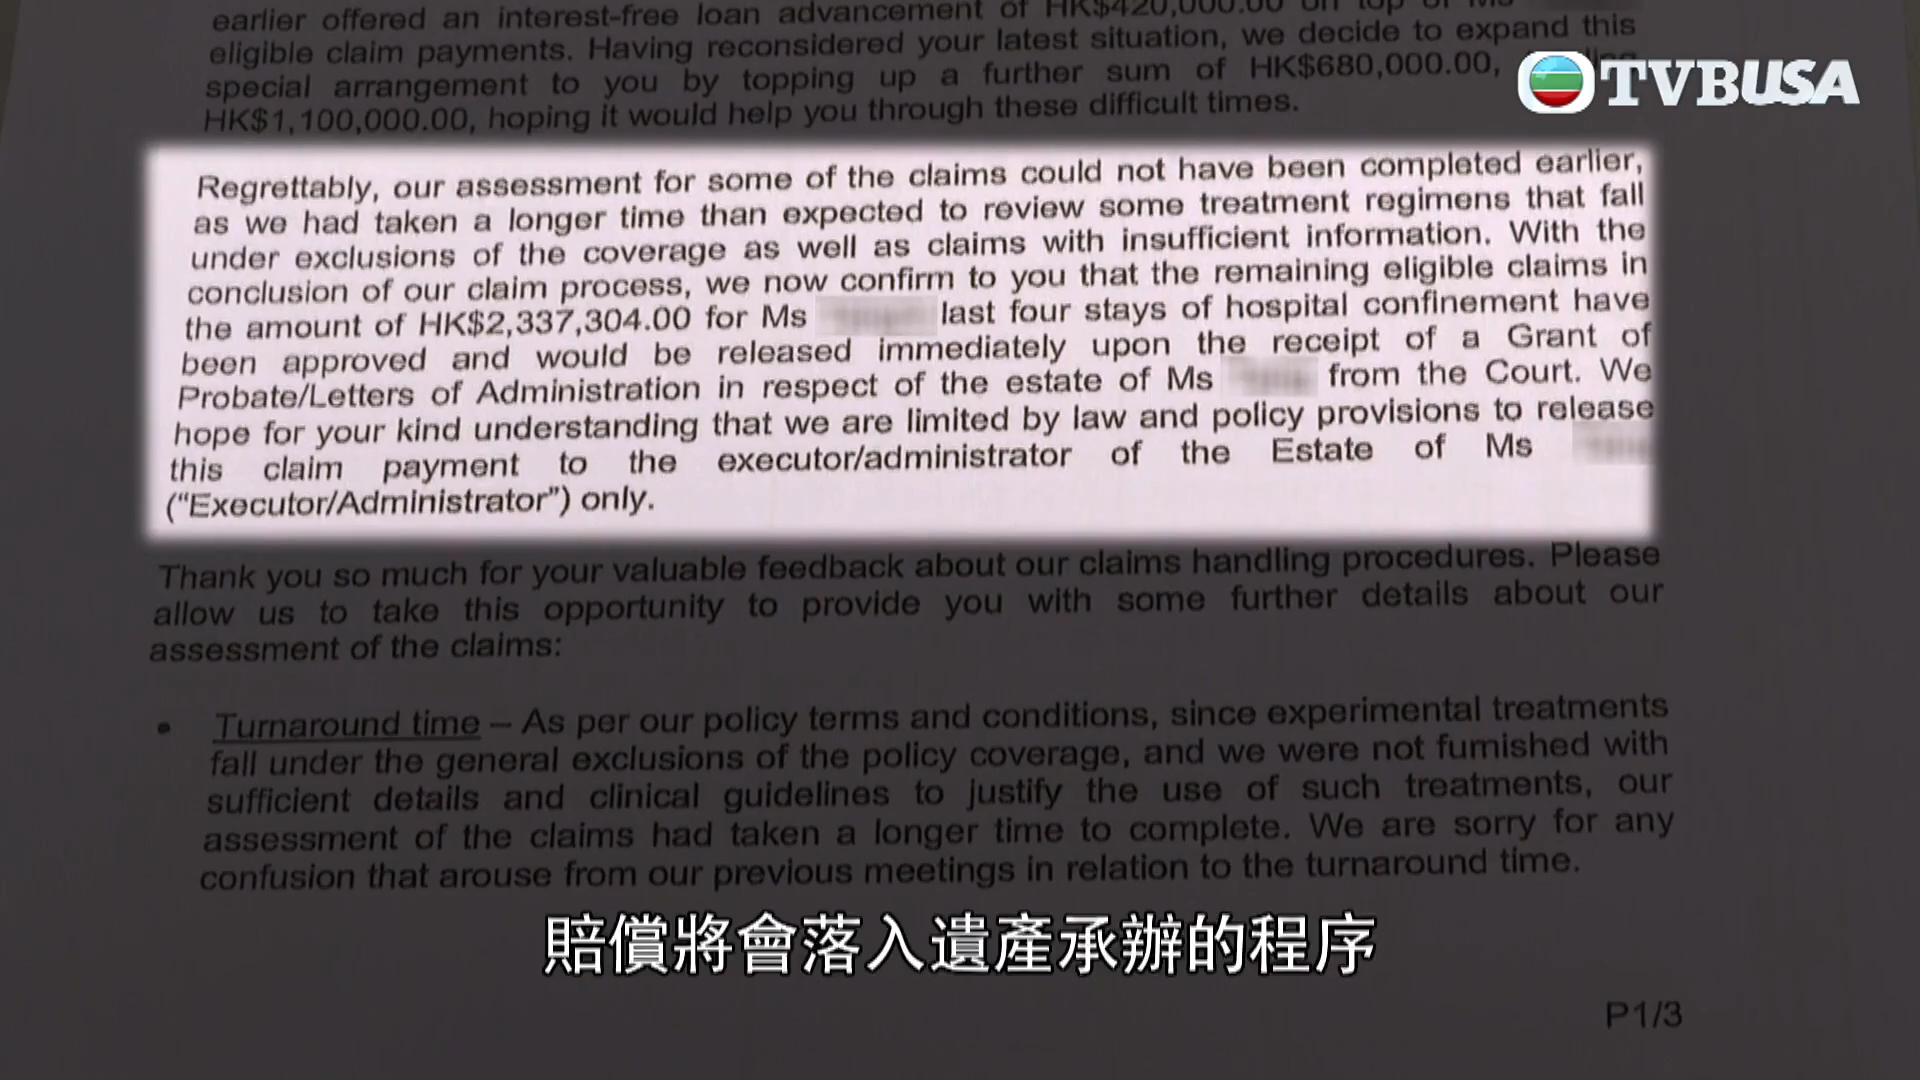 earlier offered an interest-free loan advancement of HK$420,000.00 on top of Ms
eligible claim payments. Having reconsidered your latest situation, we decide to expand this
special arrangement to you by topping up a further sum of HK$680,000.00,
HK$1,100,000.00, hoping it would help you through these difficult times.
TVBUSA
Regrettably, our assessment for some of the claims could not have been completed earlier,
as we had taken a longer time than expected to review some treatment regimens that fall
under exclusions of the coverage as well as claims with insufficient information. With the
conclusion of our claim process, we now confirm to you that the remaining eligible claims in
the amount of HK$2,337,304.00 for Ms last four stays of hospital confinement have
been approved and would be released immediately upon the receipt of a Grant of
Probate/Letters of Administration in respect of the estate of Ms from the Court. We
hope for your kind understanding that we are limited by law and policy provisions to release
this claim payment to the executor/administrator of the Estate of Ms
("Executor/Administrator") only.
Thank you so much for your valuable feedback about our claims handling procedures. Please
allow us to take this opportunity to provide you with some further details about our
assessment of the claims:
• Turnaround time – As per our policy terms and conditions, since experimental treatments
fall under the general exclusions of the policy coverage, and we were not furnished with
sufficient details and clinical guidelines to justify the use of such treatments, our
assessment of the claims had taken a longer time to complete. We are sorry for any
confusion that arouse from our previous meetings in relation to the turnaround time.
賠償將會落入遺產承辦的程序
P1/3